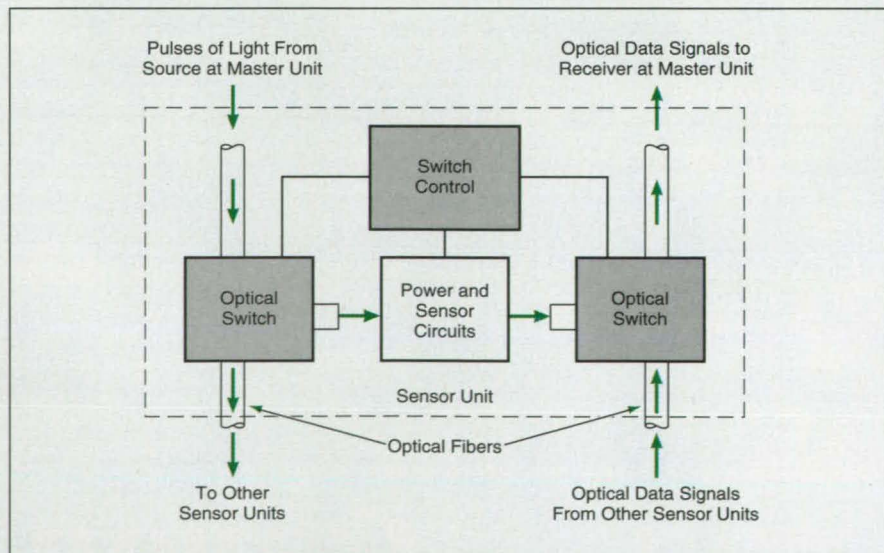 Pulses of Light From
Source at Master Unit
Optical Data Signals to
Receiver at Master Unit
Switch
Control
Optical
Switch
Power and
Sensor
Circuits
Optical
Switch
Sensor Unit
Optical Fibers
To Other
Sensor Units
Optical Data Signals
From Other Sensor Units